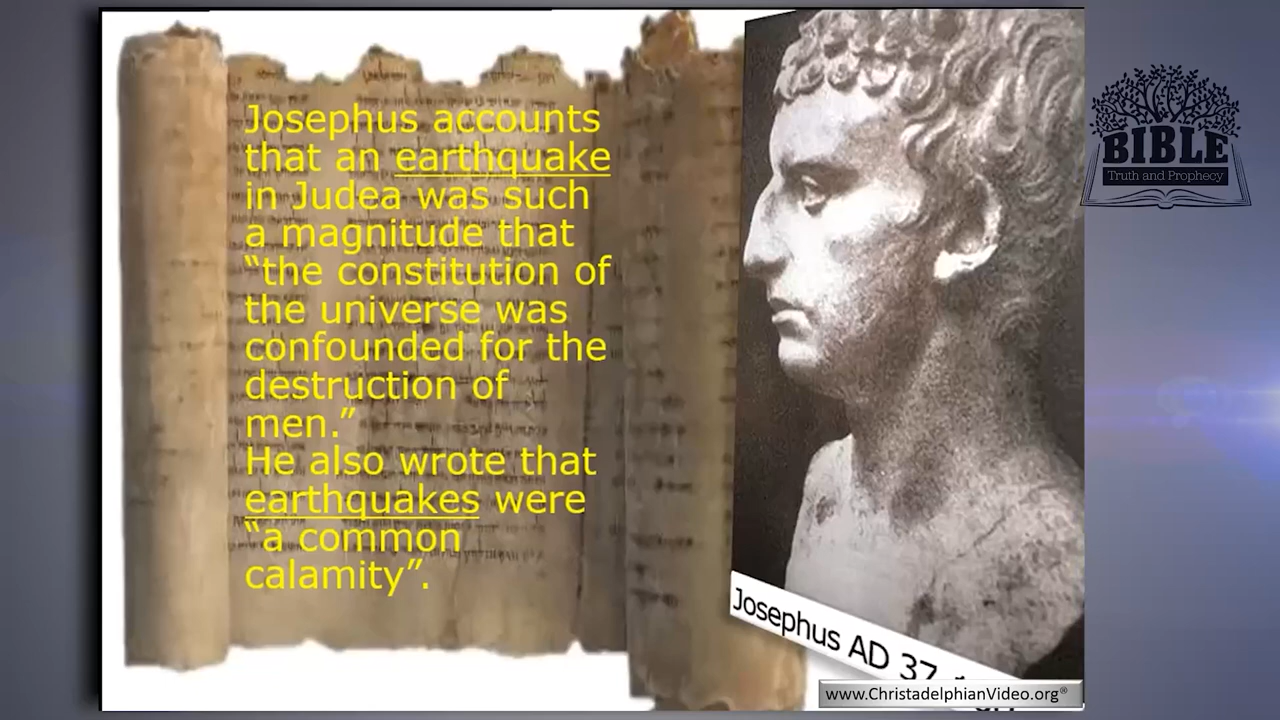 Josephus accounts
that an earthquake
in Judea was such
a magnitude that
“the constitution of
the universe was
confounded for the
destruction of
men.”
He also wrote that
earthquakes were
“a common
calamity”.
Josephus AD 37
BIBLE
Truth and Prophecy
www.ChristadelphianVideo.org®